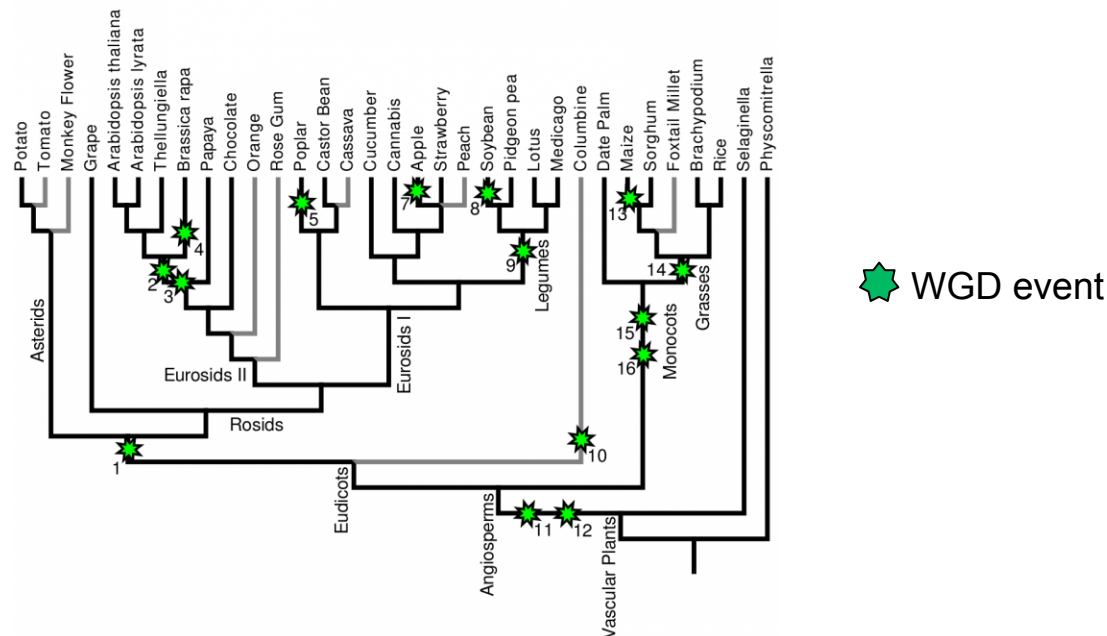 Potato
Tomato
Monkey Flower
Grape
Arabidopsis thaliana
Arabidopsis lyrata
Thellungiella
Brassica rapa
Papaya
Chocolate
Orange
Rose Gum
Poplar
Castor Bean
Cassava
Cucumber
Cannabis
Apple
Strawberry
Peach
Soybean
Pidgeon pea
Lotus
Medicago
Columbine
Date Palm
Maize
Sorghum
Foxtail Millet
Brachypodium
Rice
Selaginella
Physcomitrella
7
8
13
5
4
9
2
3
14
Legumes
Grasses
WGD event
Asterids
15
Monocots
16
Eurosids II
Eurosids I
Rosids
1
10
Eudicots
Angiosperms
11
12
Vascular Plants